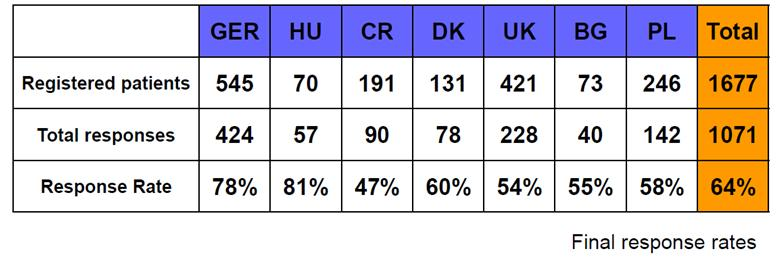 GER HU CR DK UK BG PL Total
Registered patients 545 70 191 131 421 73 246 1677
Total responses 424 57 90 78 228 40 142 1071
Response Rate 78% 81% 47% 60% 54% 55% 58% 64%
Final response rates